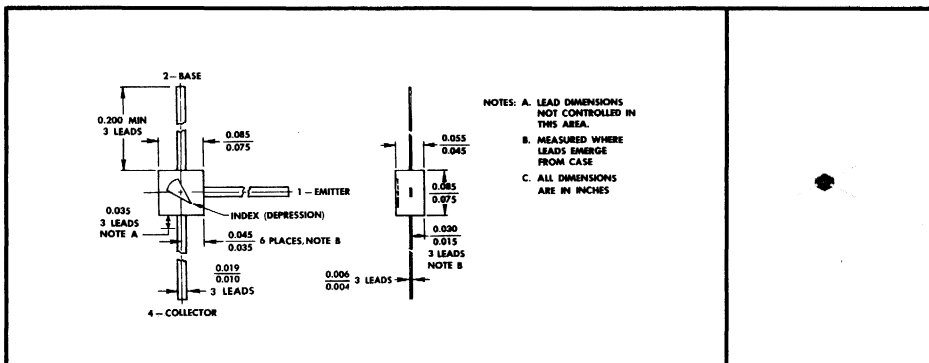 2–BASE
0.200 MIN
3 LEADS
0.085
0.075
1–EMITTER
INDEX (DEPRESSION)
0.035
3 LEADS
NOTE A
0.045
0.035
6 PLACES, NOTE B
0.019
0.010
3 LEADS
4–COLLECTOR
0.055
0.045
0.085
0.075
0.030
0.015
3 LEADS
NOTE B
0.006
0.004
3 LEADS
NOTES: A. LEAD DIMENSIONS
NOT CONTROLLED IN
THIS AREA.
B. MEASURED WHERE
LEADS EMERGE
FROM CASE
C. ALL DIMENSIONS
ARE IN INCHES